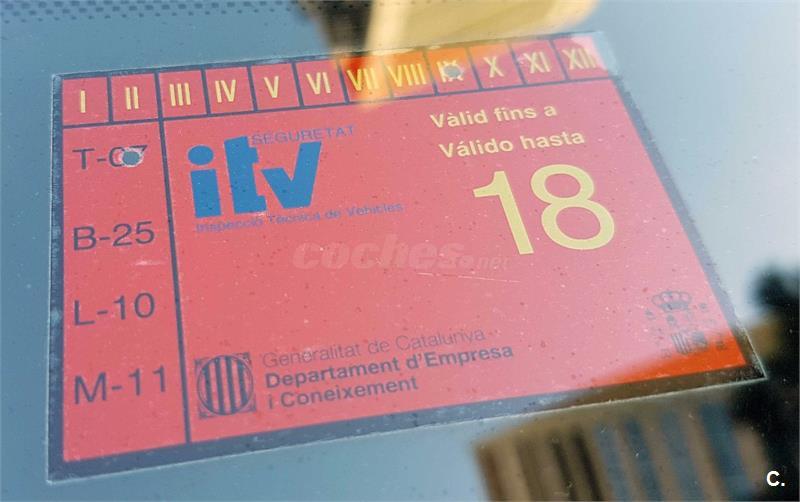 I II III IV V VI VII VIII IX X XI XII
T-07
B-25
L-10
M-11
SEGURETAT
itv
Inspecció Tècnica de Vehicles
Vàlid fins a
Válido hasta
18
coches.net
Generalitat de Catalunya
Departament d'Empresa
i Coneixement
C.